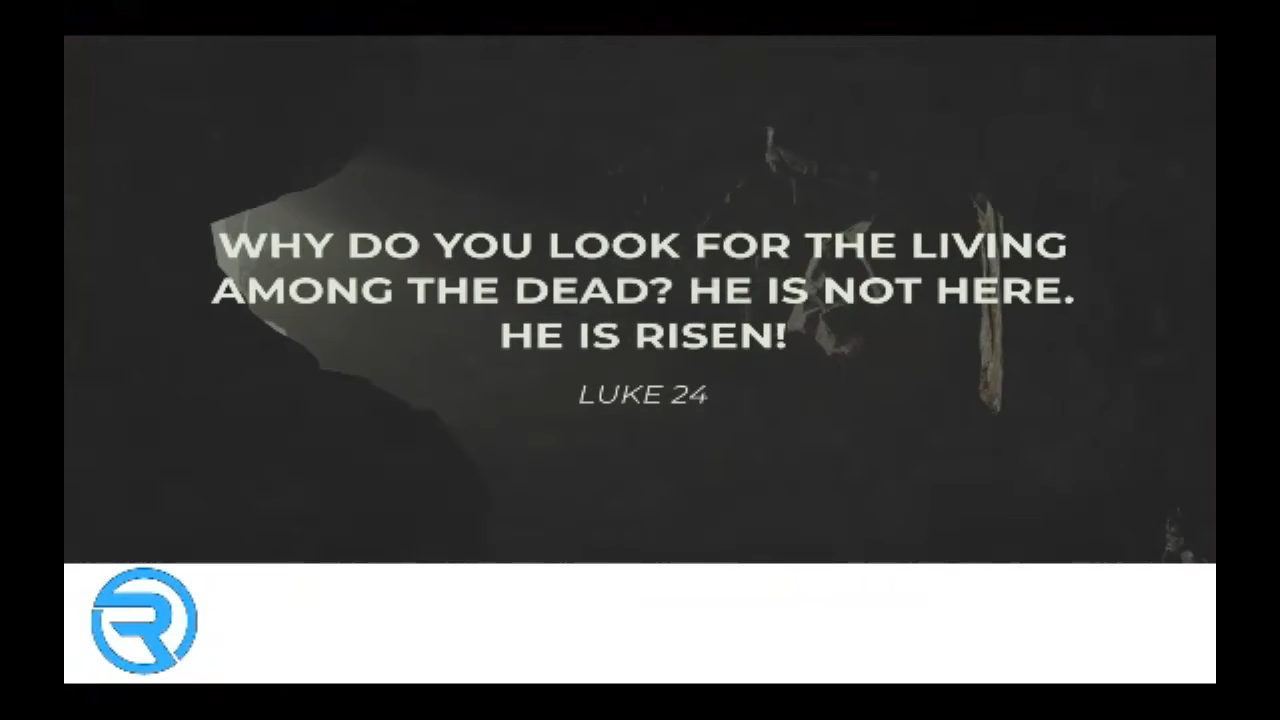 WHY DO YOU LOOK FOR THE LIVING
AMONG THE DEAD? HE IS NOT HERE.
HE IS RISEN!
LUKE 24